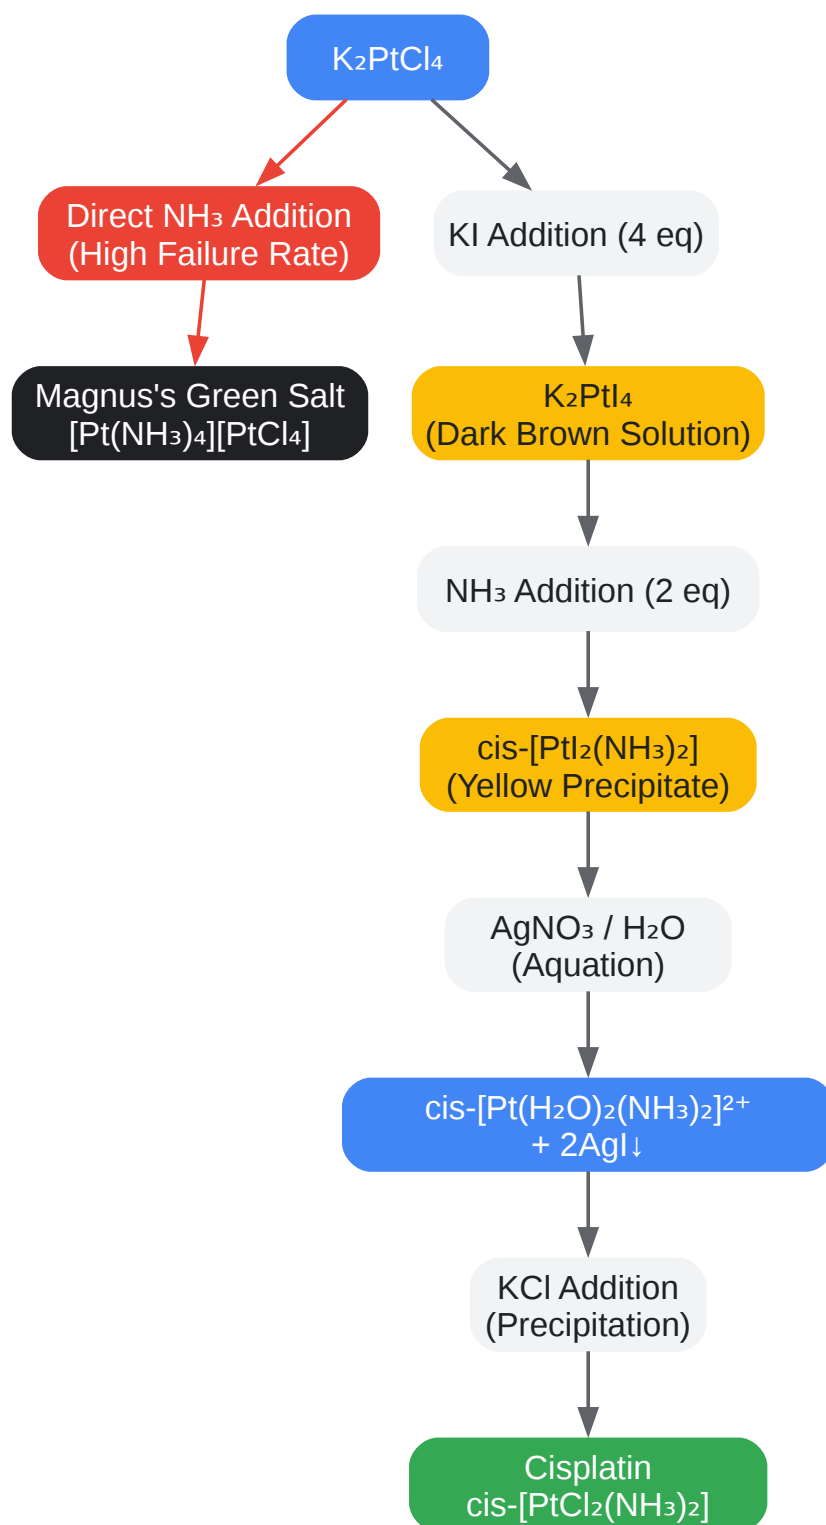 K₂PtCl₄
Direct NH₃ Addition
(High Failure Rate)
KI Addition (4 eq)
Magnus's Green Salt
[Pt(NH₃)₄][PtCl₄]
K₂PtI₄
(Dark Brown Solution)
NH₃ Addition (2 eq)
cis-[PtI₂(NH₃)₂]
(Yellow Precipitate)
AgNO₃ / H₂O
(Aquation)
cis-[Pt(H₂O)₂(NH₃)₂]²⁺
+ 2AgI↓
KCl Addition
(Precipitation)
Cisplatin
cis-[PtCl₂(NH₃)₂]